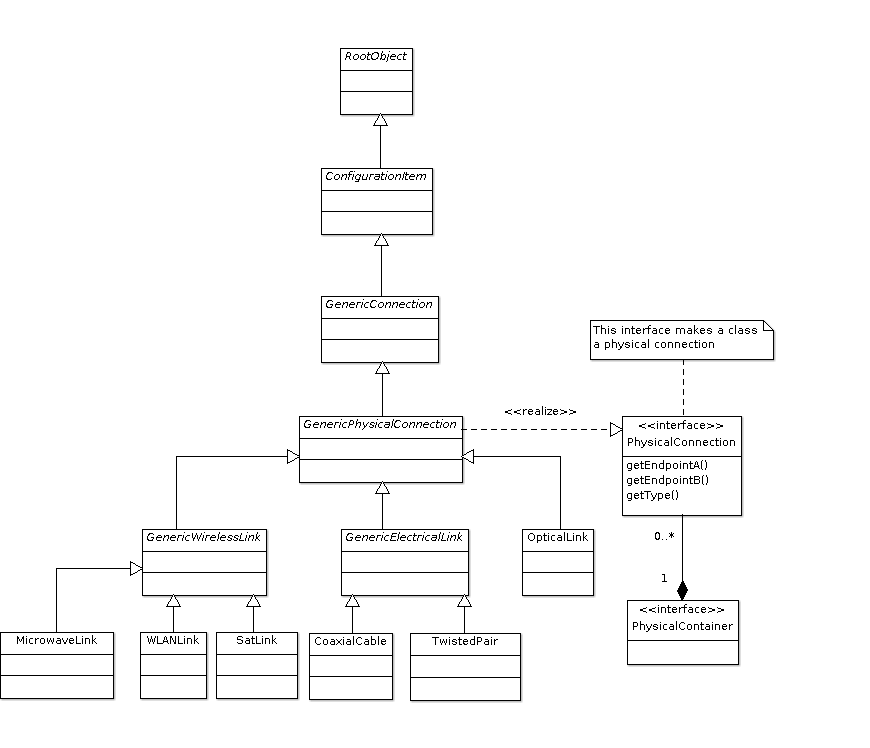 RootObject
ConfigurationItem
GenericConnection
This interface makes a class
a physical connection
<<realize>>
GenericPhysicalConnection
<<interface>>
PhysicalConnection
getEndpointA()
getEndpointB()
getType()
GenericWirelessLink
GenericElectricalLink
OpticalLink
0..*
1
<<interface>>
PhysicalContainer
MicrowaveLink
WLANLink
SatLink
CoaxialCable
TwistedPair